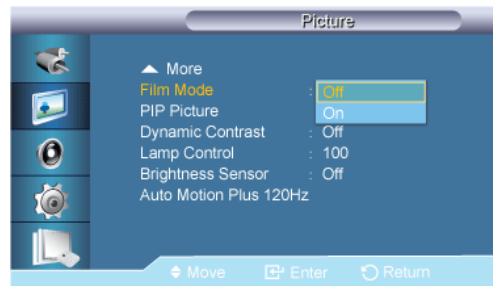 Picture
▲ More
Film Mode : Off
On
PIP Picture
Dynamic Contrast : Off
Lamp Control : 100
Brightness Sensor : Off
Auto Motion Plus 120Hz
Move Enter Return